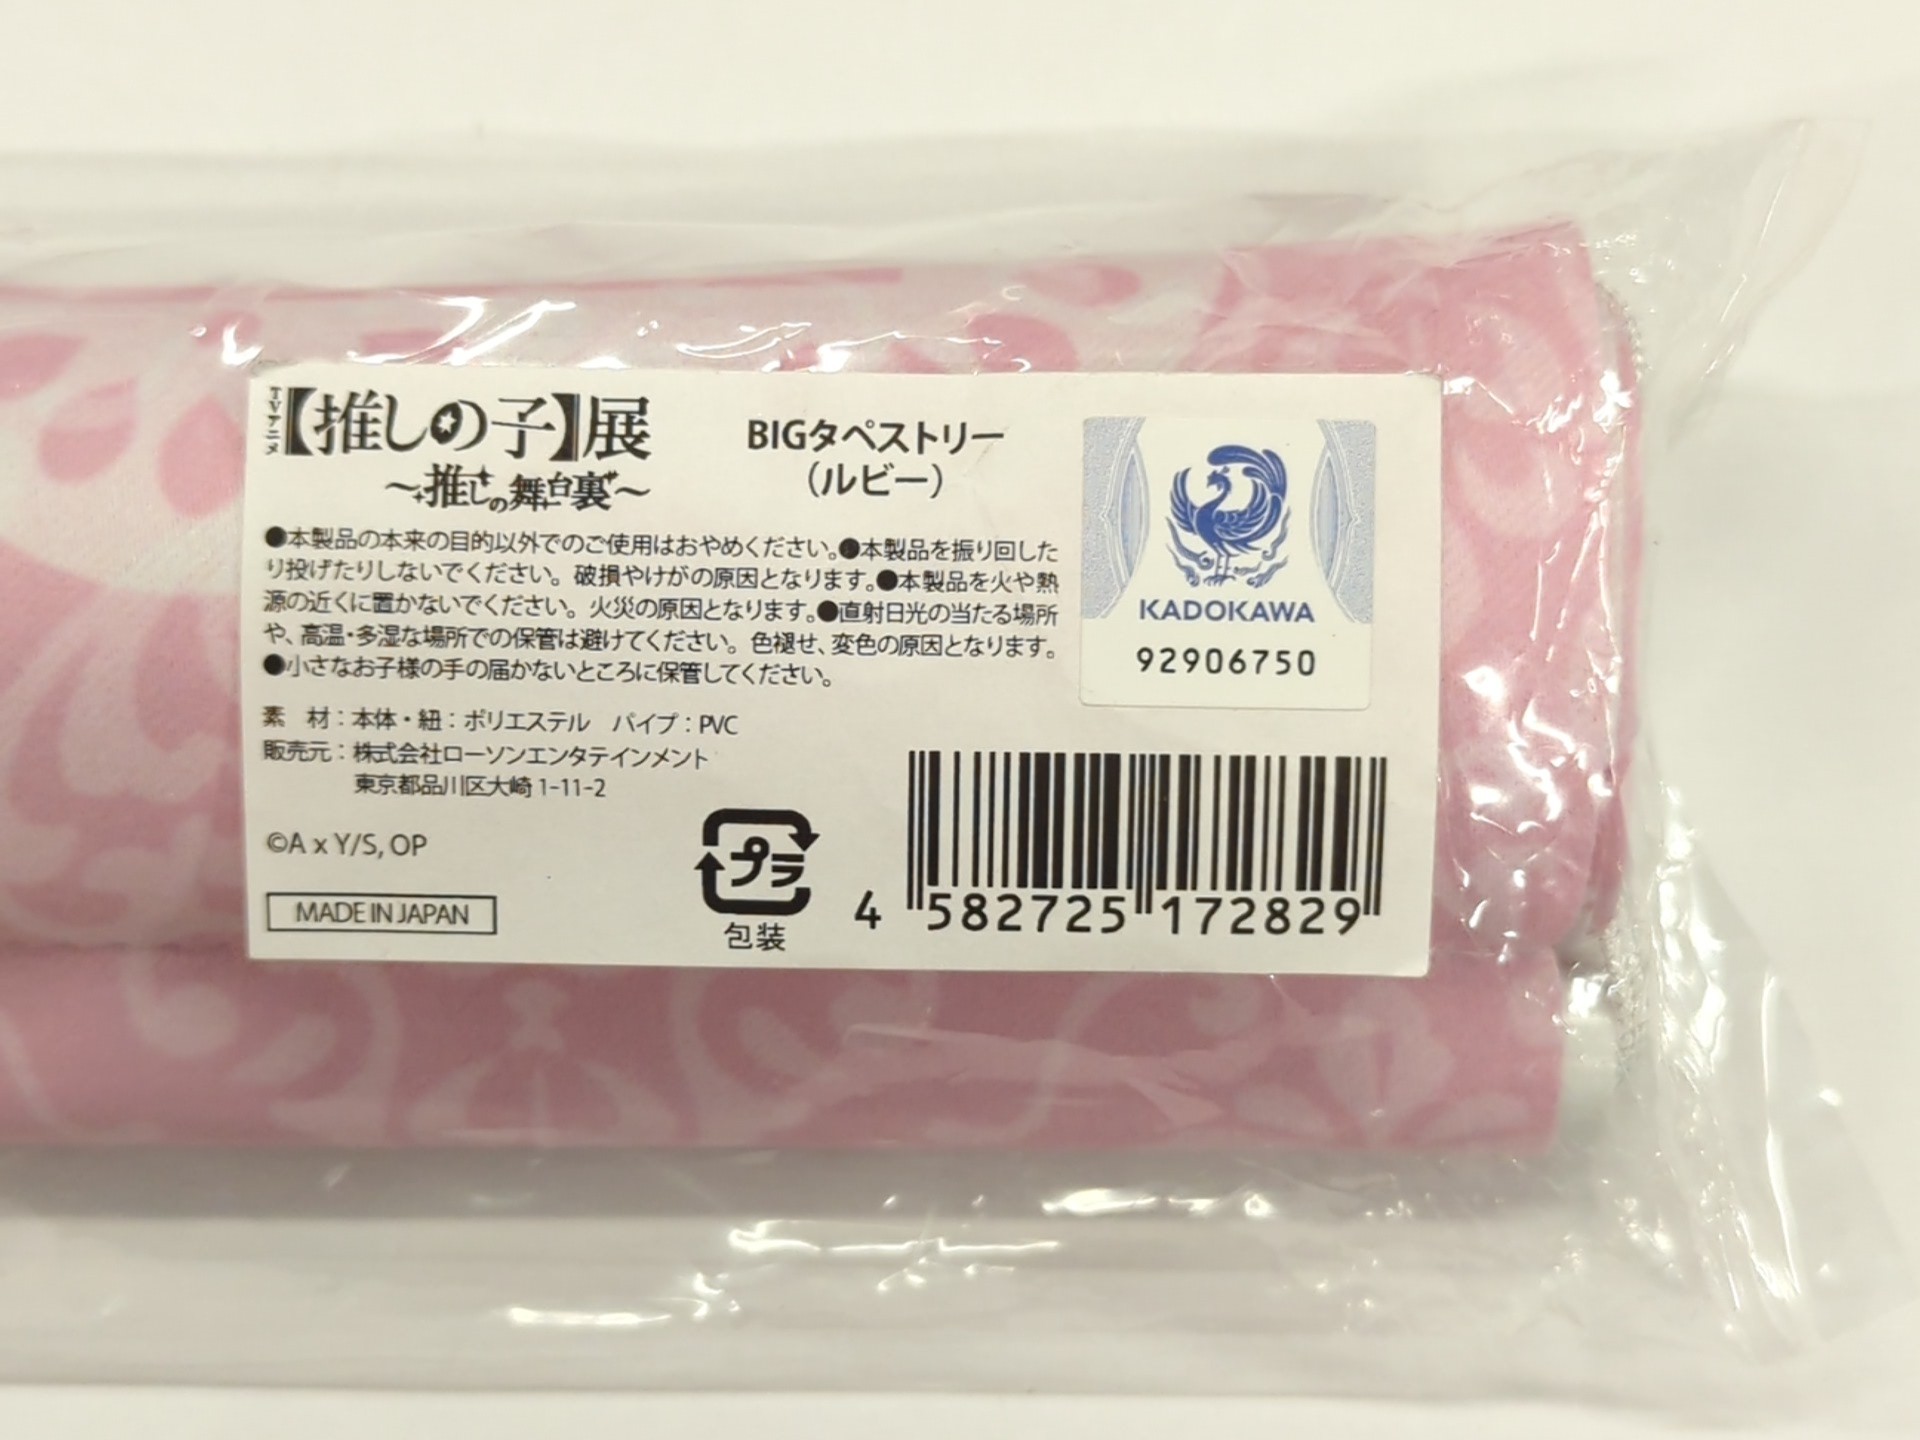 TVアニメ
【推しの子】展
～推しの舞台裏～
BIGタペストリー
（ルビー）
●本製品の本来の目的以外でのご使用はおやめください。●本製品を振り回した
り投げたりしないでください。破損やけがの原因となります。●本製品を火や熱
源の近くに置かないでください。火災の原因となります。●直射日光の当たる場所
や、高温・多湿な場所での保管は避けてください。色褪せ、変色の原因となります。
●小さなお子様の手の届かないところに保管してください。
素　材：本体・紐：ポリエステル　パイプ：PVC
販売元：株式会社ローソンエンタテインメント
東京都品川区大崎1-11-2
©A x Y/S, OP
MADE IN JAPAN
プラ
包装
KADOKAWA
92906750
4 582725 172829